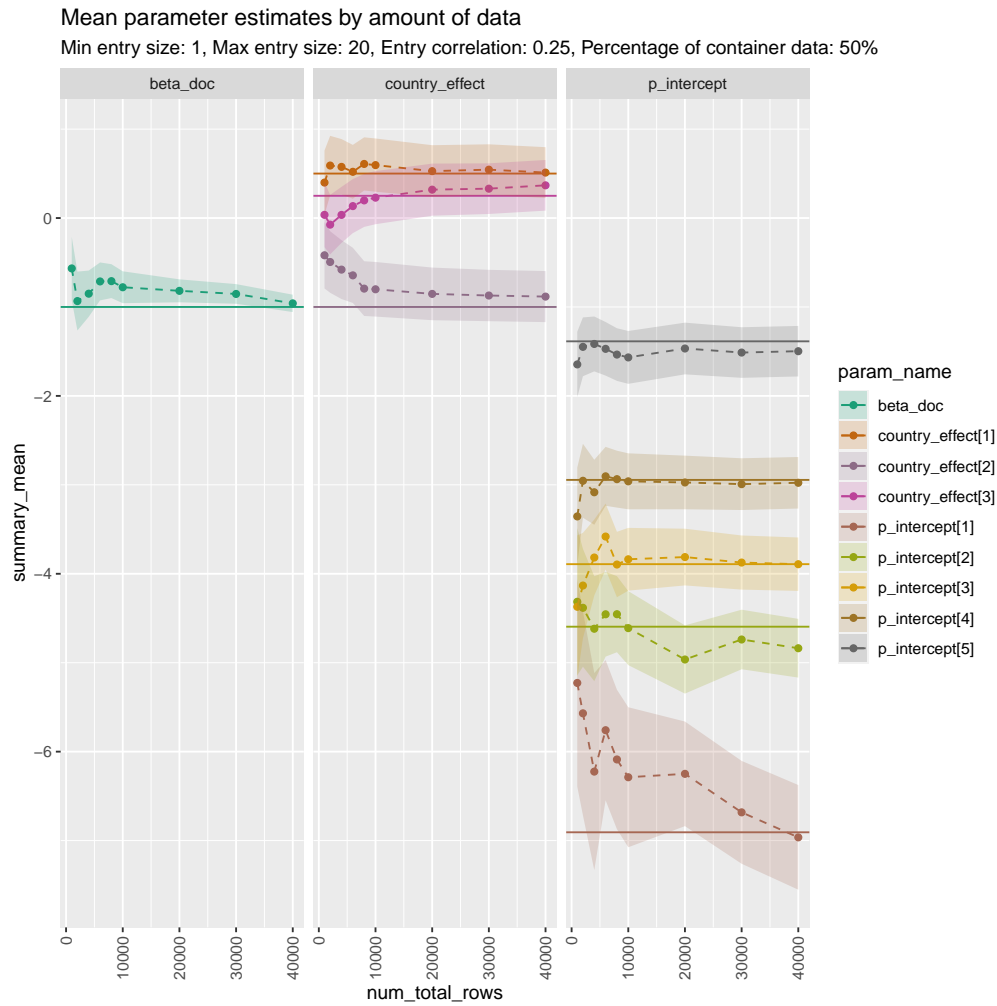 Mean parameter estimates by amount of data
Min entry size: 1, Max entry size: 20, Entry correlation: 0.25, Percentage of container data: 50%
beta_doc
country_effect
p_intercept
summary_mean
0
−2
−4
−6
0
10000
20000
30000
40000
0
10000
20000
30000
40000
0
10000
20000
30000
40000
num_total_rows
param_name
beta_doc
country_effect[1]
country_effect[2]
country_effect[3]
p_intercept[1]
p_intercept[2]
p_intercept[3]
p_intercept[4]
p_intercept[5]